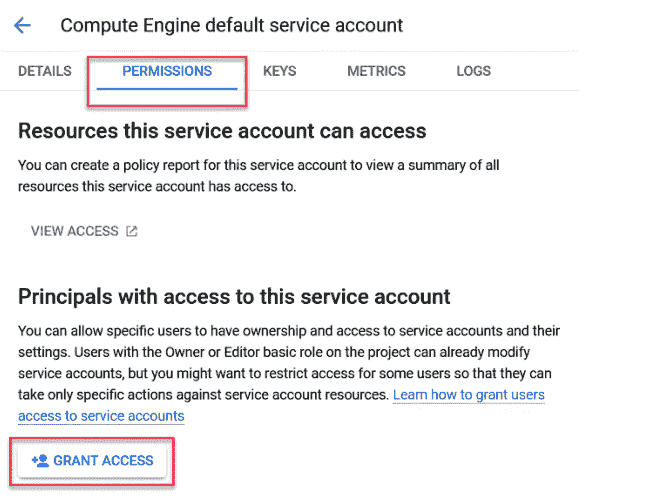 Compute Engine default service account
DETAILS PERMISSIONS KEYS METRICS LOGS
Resources this service account can access
You can create a policy report for this service account to view a summary of all
resources this service account has access to.
VIEW ACCESS
Principals with access to this service account
You can allow specific users to have ownership and access to service accounts and their
settings. Users with the Owner or Editor basic role on the project can already modify
service accounts, but you might want to restrict access for some users so that they can
take only specific actions against service account resources. Learn how to grant users
access to service accounts
GRANT ACCESS